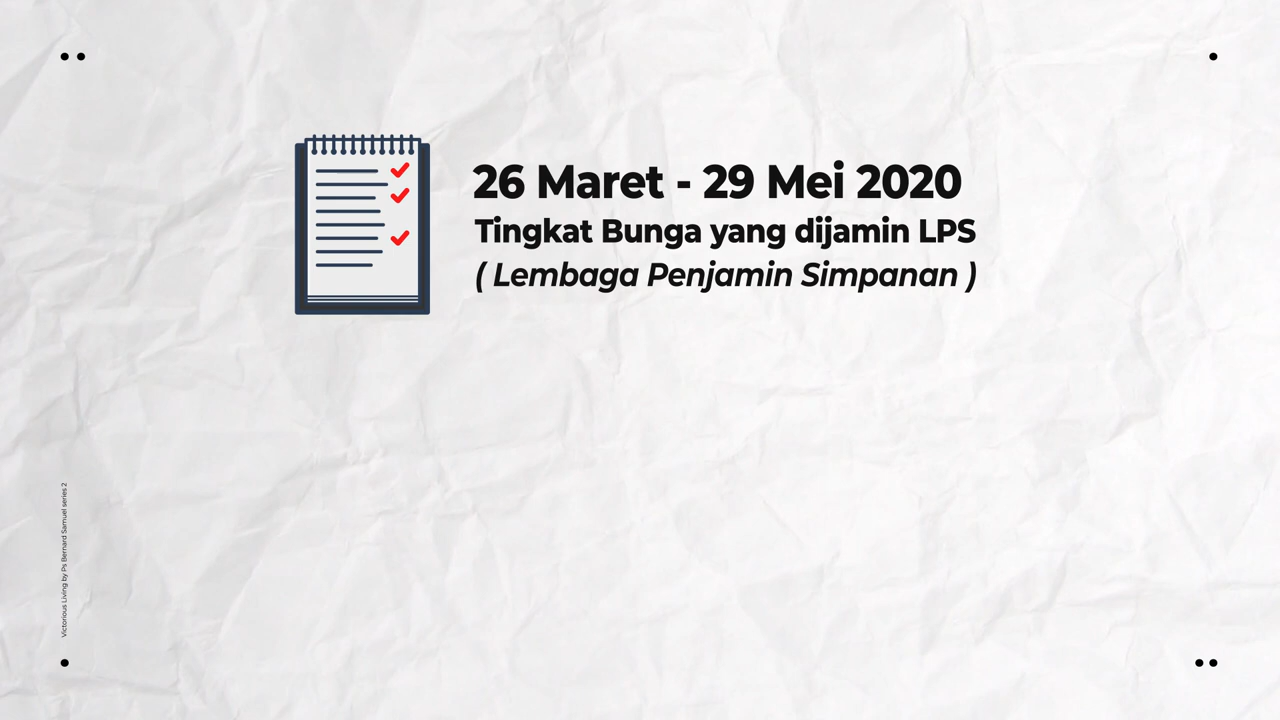 26 Maret - 29 Mei 2020
Tingkat Bunga yang dijamin LPS
( Lembaga Penjamin Simpanan )
Victorious Living by Ps Bernard Samuel series 2